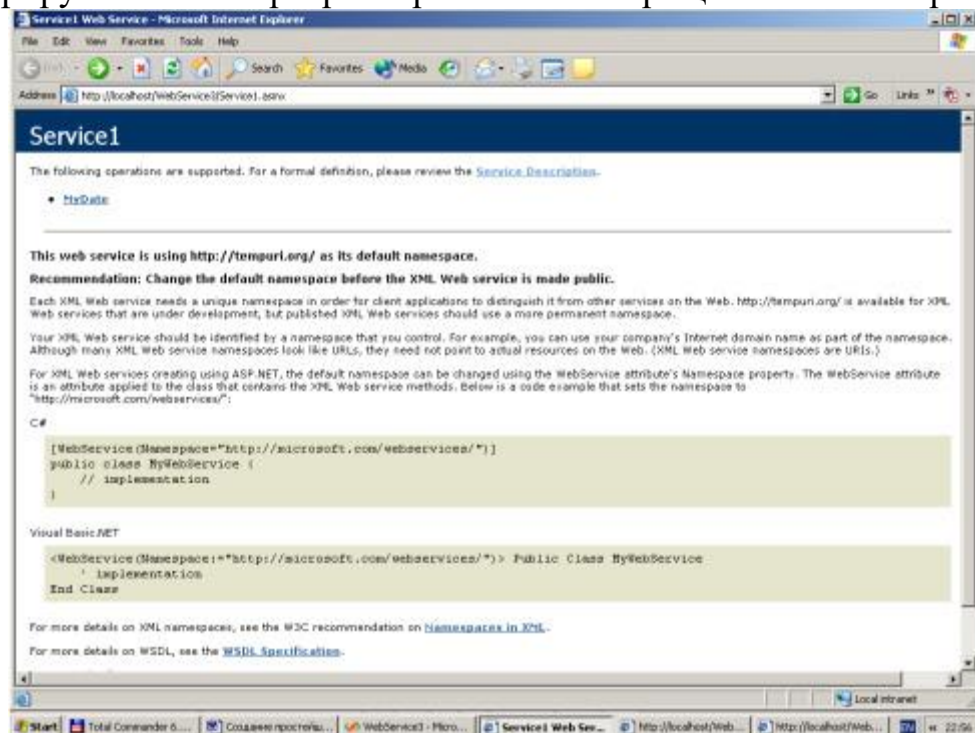 Service1 Web Service - Microsoft Internet Explorer
File Edit View Favorites Tools Help
Search Favorites Media
Address http://localhost/WebService3/Service1.asmx Go Links »
Service1
The following operations are supported. For a formal definition, please review the Service Description.
• MyDate
This web service is using http://tempuri.org/ as its default namespace.
Recommendation: Change the default namespace before the XML Web service is made public.
Each XML Web service needs a unique namespace in order for client applications to distinguish it from other services on the Web. http://tempuri.org/ is available for XML
Web services that are under development, but published XML Web services should use a more permanent namespace.
Your XML Web service should be identified by a namespace that you control. For example, you can use your company's Internet domain name as part of the namespace.
Although many XML Web service namespaces look like URLs, they need not point to actual resources on the Web. (XML Web service namespaces are URIs.)
For XML Web services creating using ASP.NET, the default namespace can be changed using the WebService attribute's Namespace property. The WebService attribute
is an attribute applied to the class that contains the XML Web service methods. Below is a code example that sets the namespace to
"http://microsoft.com/webservices/":
C#
[WebService(Namespace="http://microsoft.com/webservices/")]
public class MyWebService {
// implementation
}
Visual Basic.NET
<WebService(Namespace:="http://microsoft.com/webservices/")> Public Class MyWebService
' implementation
End Class
For more details on XML namespaces, see the W3C recommendation on Namespaces in XML.
For more details on WSDL, see the WSDL Specification.
Local intranet
Start Total Commander 6.... Создание простейш... WebService3 - Micro... Service1 Web Ser... http://localhost/Web... http://localhost/Web... « 22:56